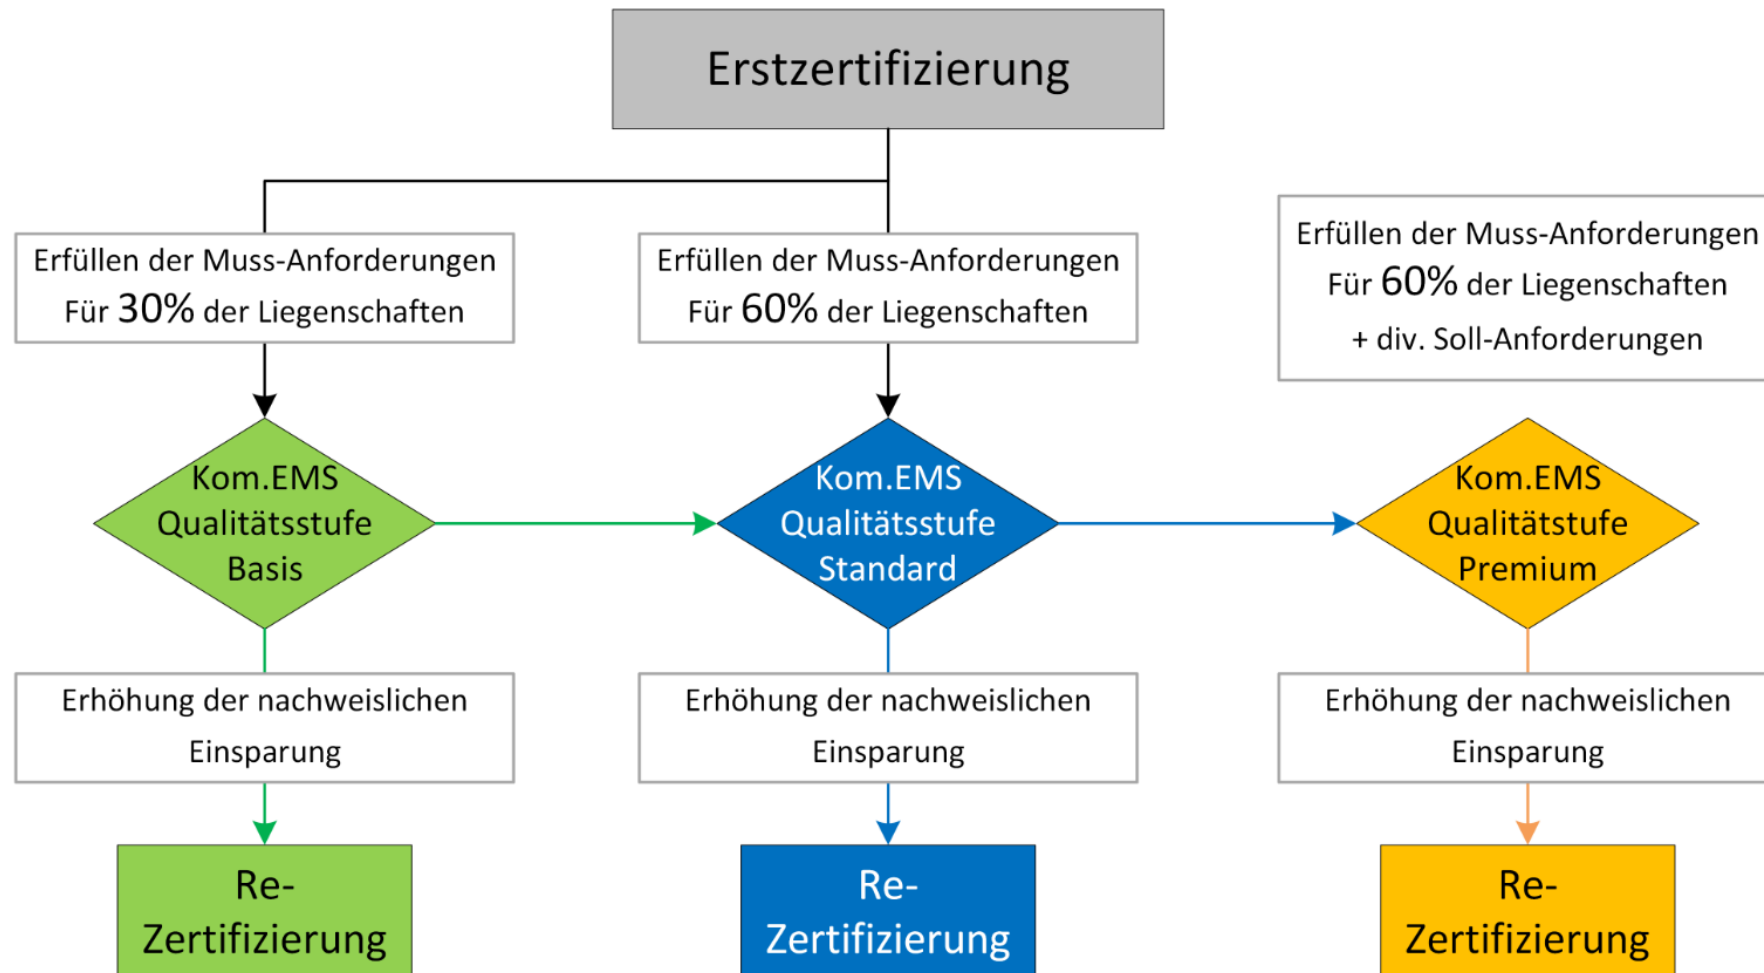 Erstzertifizierung
Erfüllen der Muss-Anforderungen
Für 30% der Liegenschaften
Erfüllen der Muss-Anforderungen
Für 60% der Liegenschaften
Erfüllen der Muss-Anforderungen
Für 60% der Liegenschaften
+ div. Soll-Anforderungen
Kom.EMS
Qualitätsstufe
Basis
Kom.EMS
Qualitätsstufe
Standard
Kom.EMS
Qualitätstufe
Premium
Erhöhung der nachweislichen
Einsparung
Erhöhung der nachweislichen
Einsparung
Erhöhung der nachweislichen
Einsparung
Re-
Zertifizierung
Re-
Zertifizierung
Re-
Zertifizierung